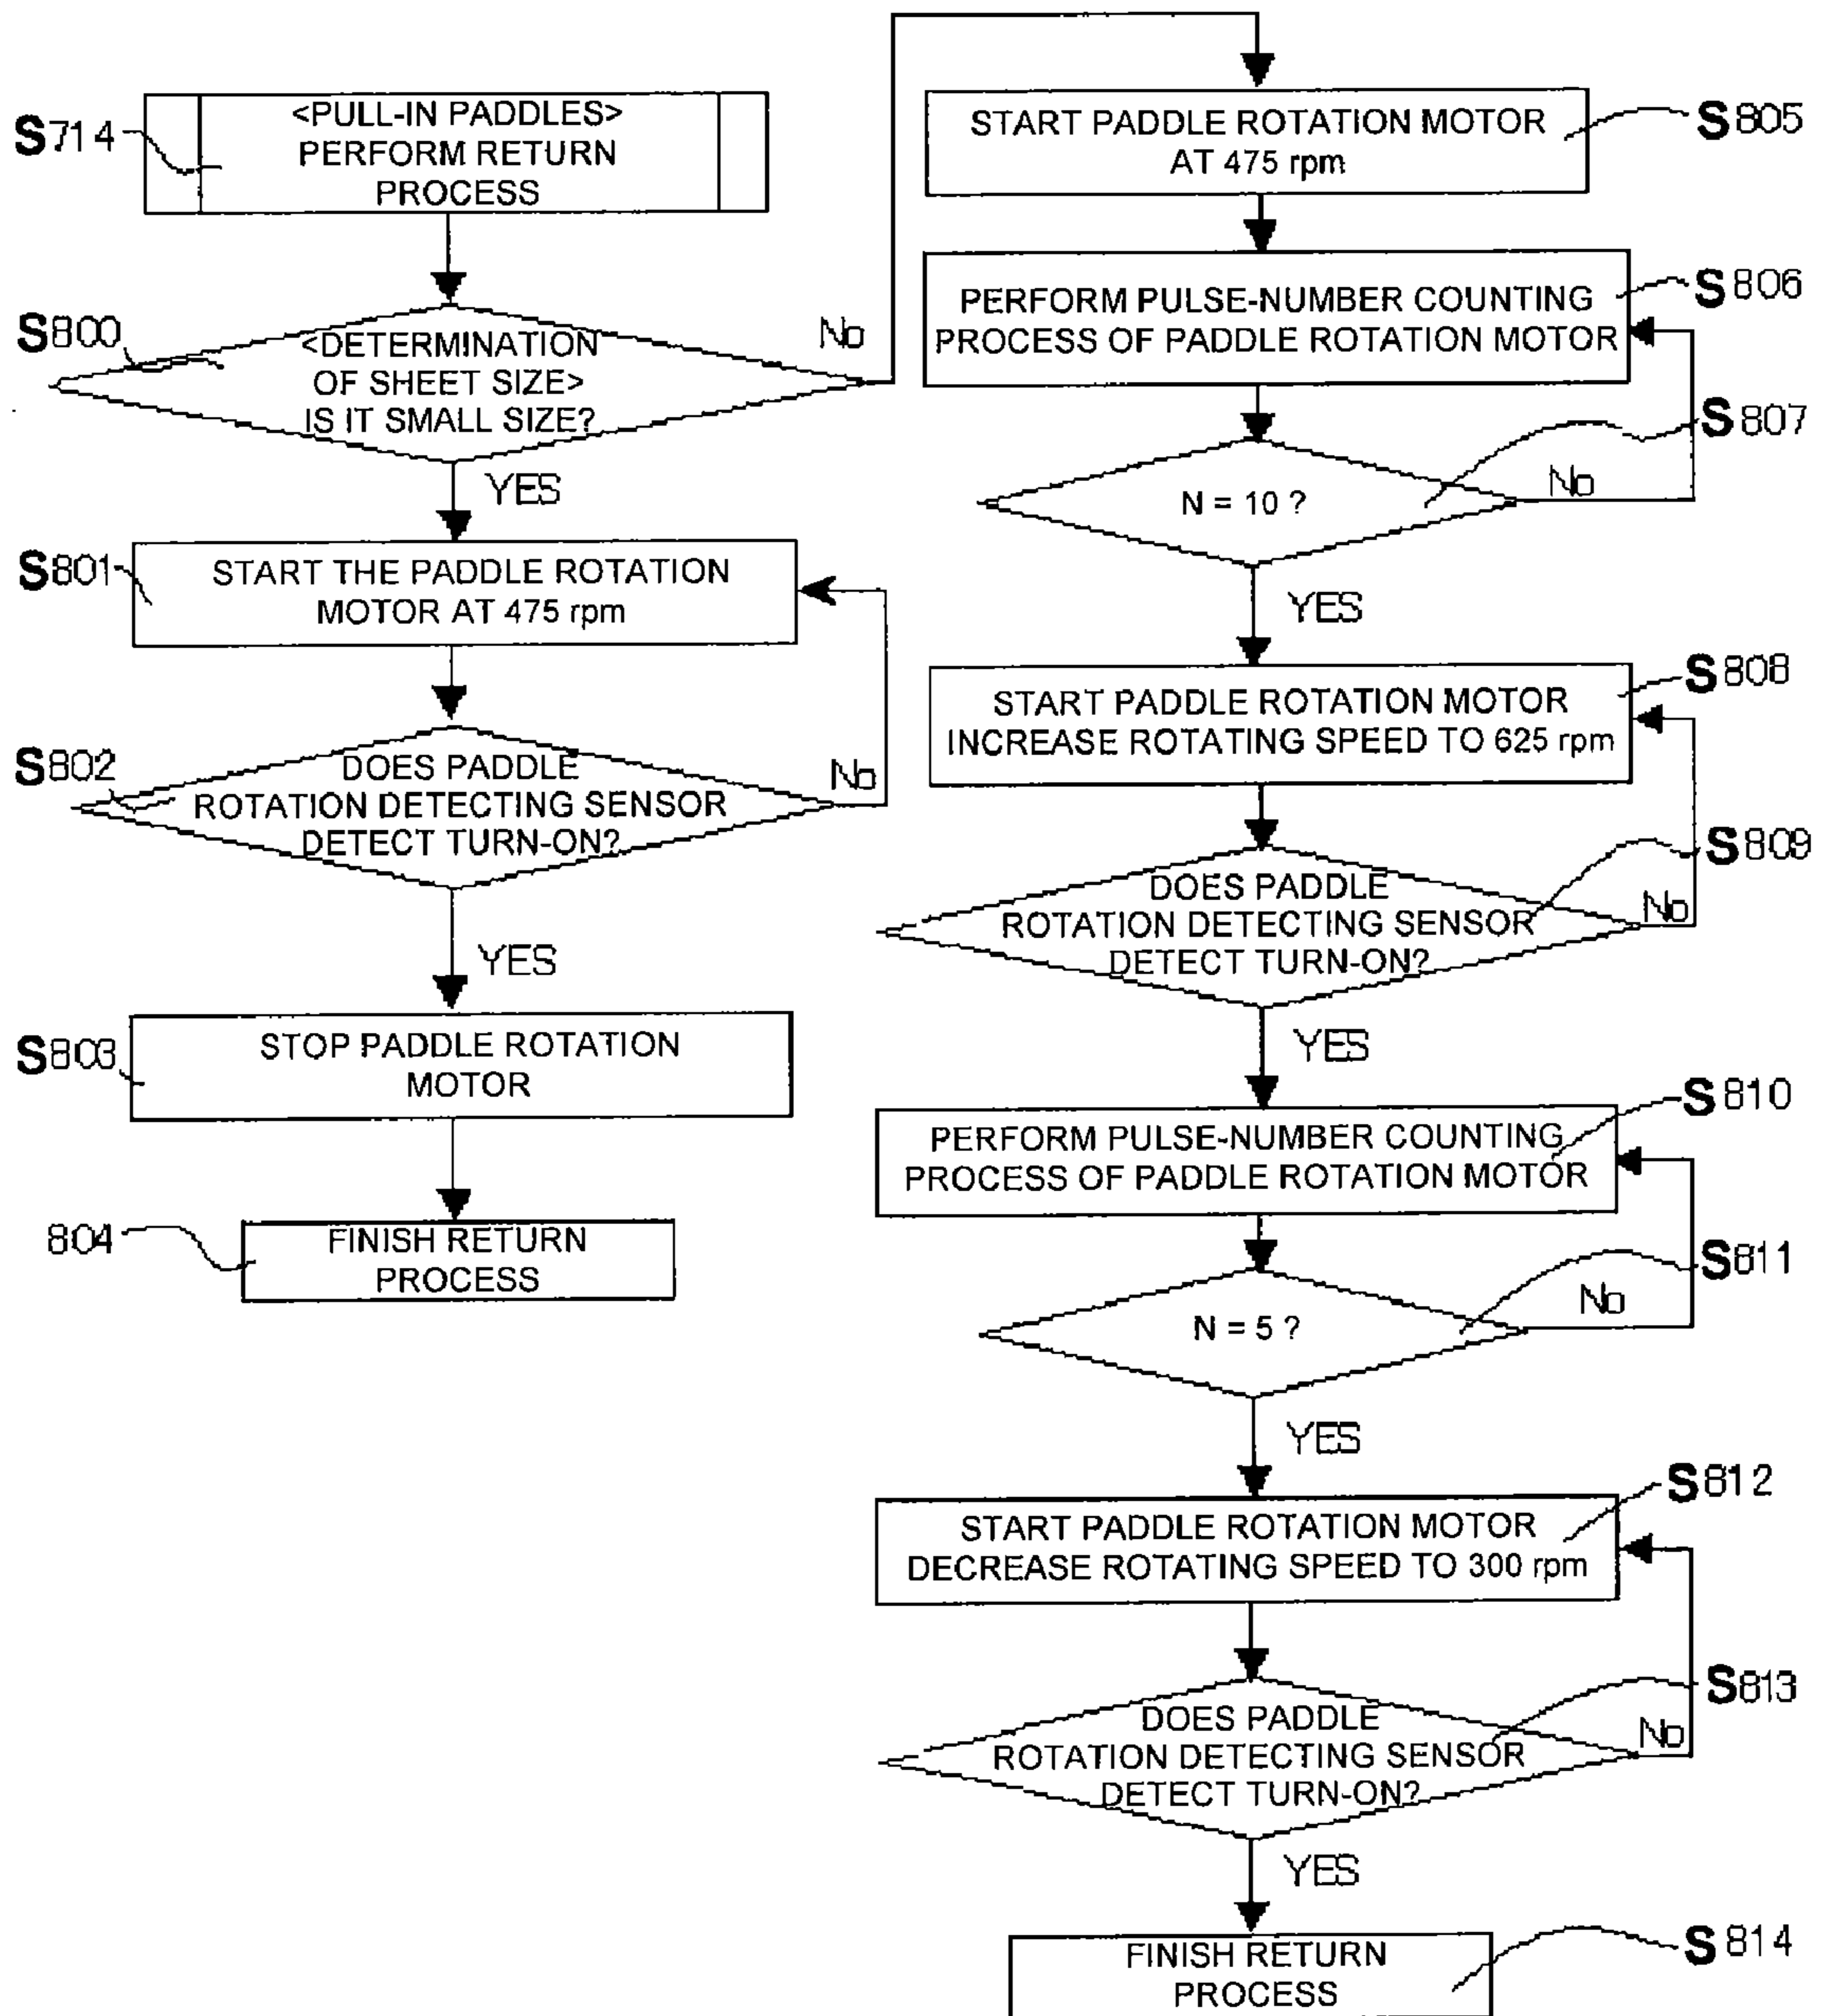 S714
<PULL-IN PADDLES>
PERFORM RETURN
PROCESS
S800
<DETERMINATION
OF SHEET SIZE>
IS IT SMALL SIZE?
No
YES
S801
START THE PADDLE ROTATION
MOTOR AT 475 rpm
S802
DOES PADDLE
ROTATION DETECTING SENSOR
DETECT TURN-ON?
No
YES
S803
STOP PADDLE ROTATION
MOTOR
804
FINISH RETURN
PROCESS
START PADDLE ROTATION MOTOR
AT 475 rpm
S805
PERFORM PULSE-NUMBER COUNTING
PROCESS OF PADDLE ROTATION MOTOR
S806
N = 10 ?
S807
No
YES
START PADDLE ROTATION MOTOR
INCREASE ROTATING SPEED TO 625 rpm
S808
DOES PADDLE
ROTATION DETECTING SENSOR
DETECT TURN-ON?
S809
No
YES
PERFORM PULSE-NUMBER COUNTING
PROCESS OF PADDLE ROTATION MOTOR
S810
N = 5 ?
S811
No
YES
START PADDLE ROTATION MOTOR
DECREASE ROTATING SPEED TO 300 rpm
S812
DOES PADDLE
ROTATION DETECTING SENSOR
DETECT TURN-ON?
S813
No
YES
FINISH RETURN
PROCESS
S814